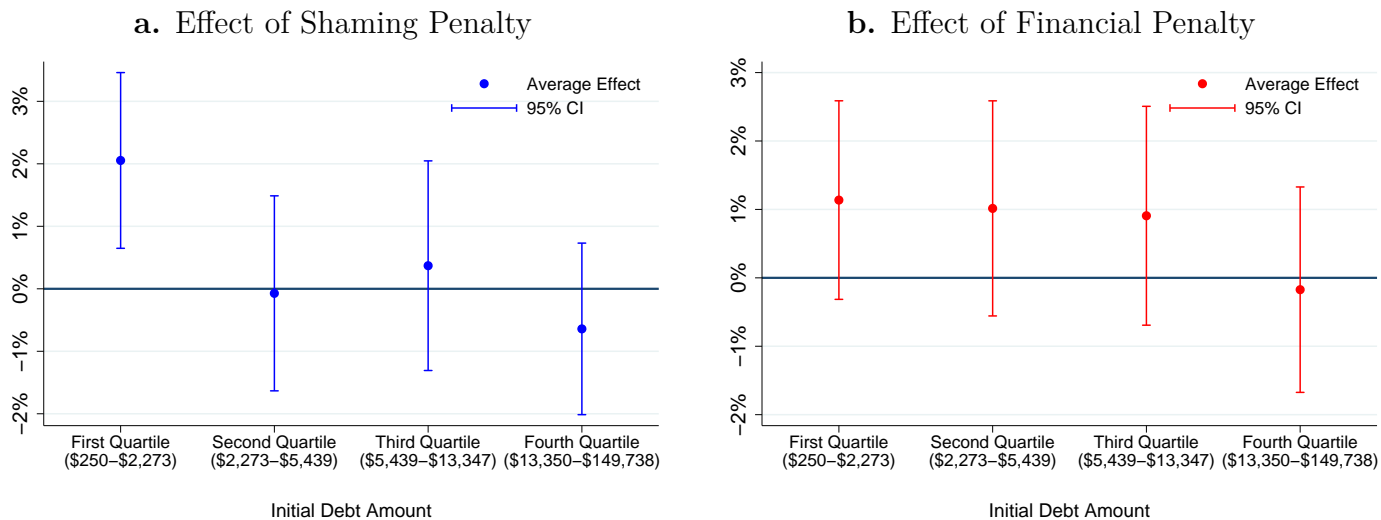 a. Effect of Shaming Penalty
3%
2%
1%
0%
−1%
−2%
Average Effect
95% CI
First Quartile
($250−$2,273)
Second Quartile
($2,273−$5,439)
Third Quartile
($5,439−$13,347)
Fourth Quartile
($13,350−$149,738)
Initial Debt Amount
b. Effect of Financial Penalty
3%
2%
1%
0%
−1%
−2%
Average Effect
95% CI
First Quartile
($250−$2,273)
Second Quartile
($2,273−$5,439)
Third Quartile
($5,439−$13,347)
Fourth Quartile
($13,350−$149,738)
Initial Debt Amount